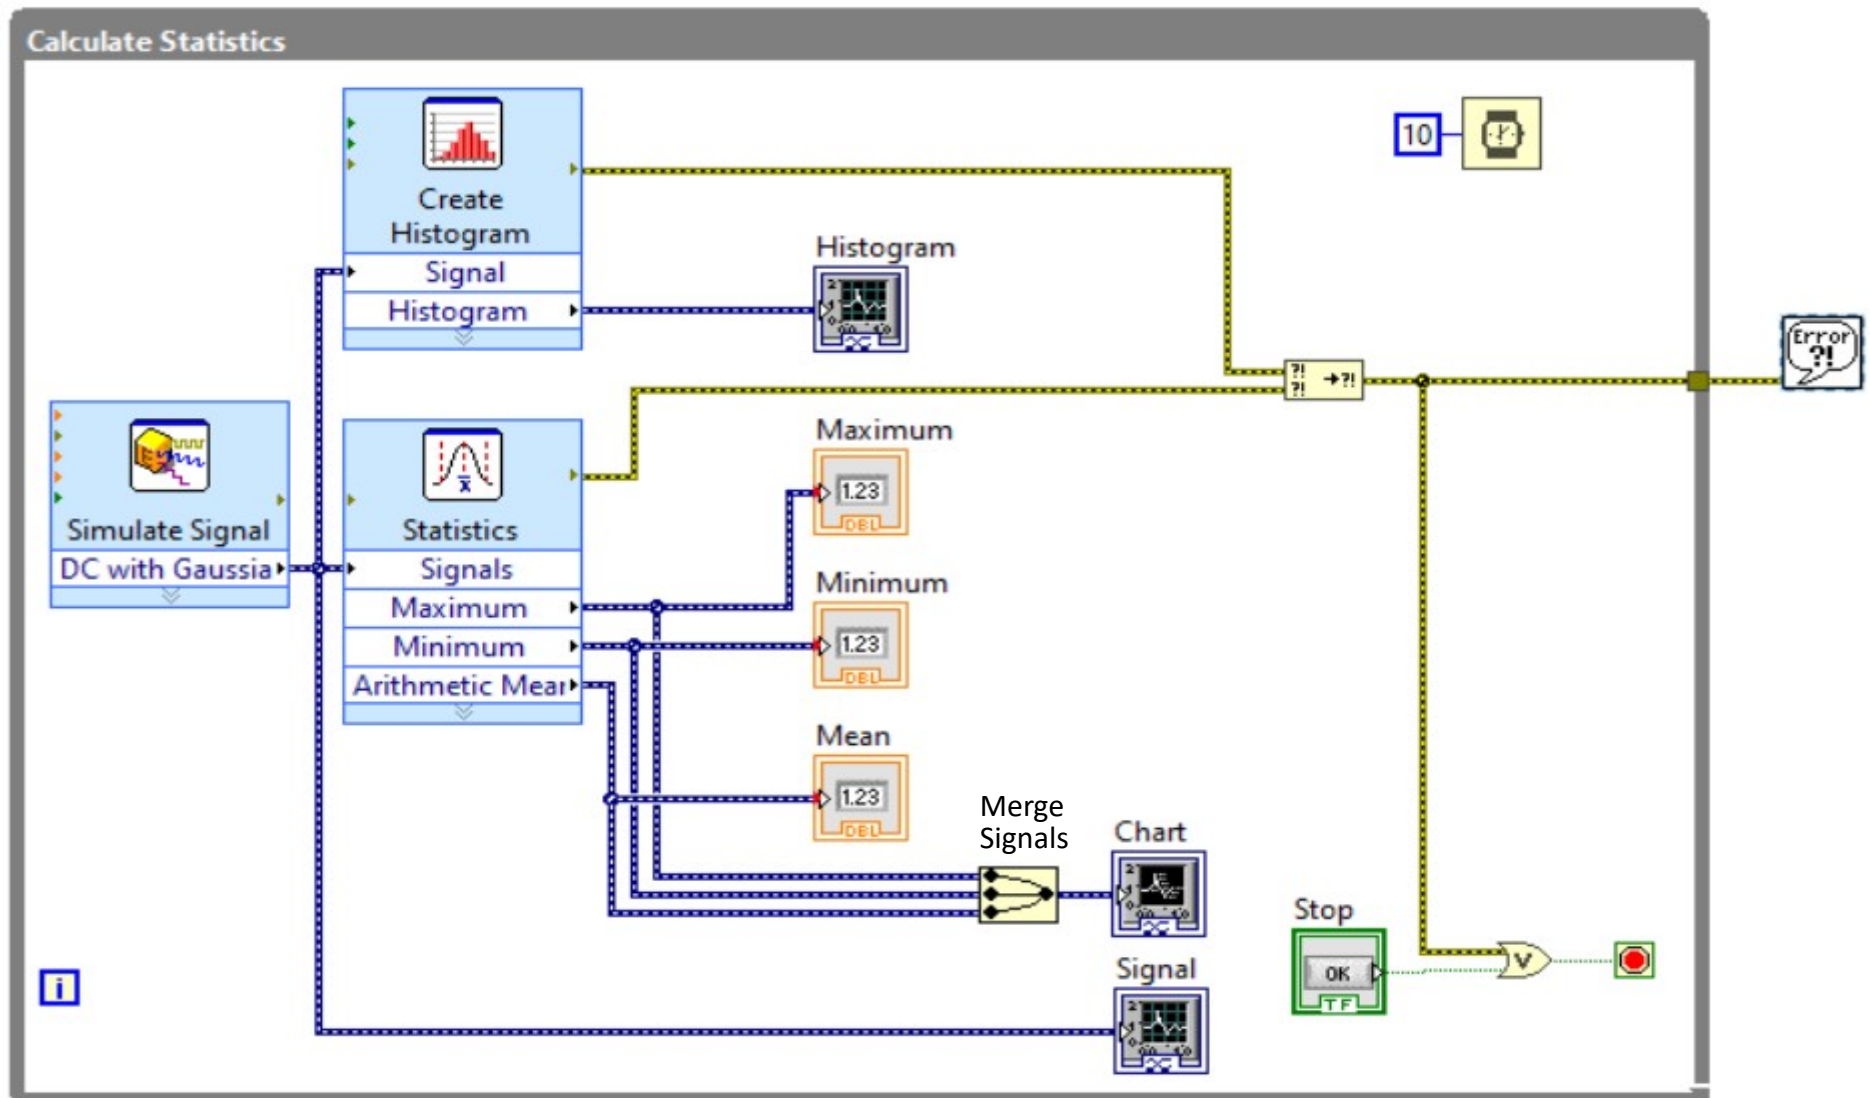 Calculate Statistics
Create
Histogram
Signal
Histogram
10
Histogram
Error
?!
Simulate Signal
DC with Gaussia
Statistics
Signals
Maximum
Minimum
Arithmetic Mear
?!
?!
?!
Maximum
1.23
DBL
Minimum
1.23
DBL
Mean
1.23
DBL
Merge
Signals
Chart
Signal
Stop
OK
TF
V
i